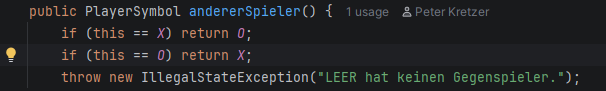 public PlayerSymbol andererSpieler() { 1 usage Peter Kretzer
if (this == X) return O;
if (this == O) return X;
throw new IllegalStateException("LEER hat keinen Gegenspieler.");